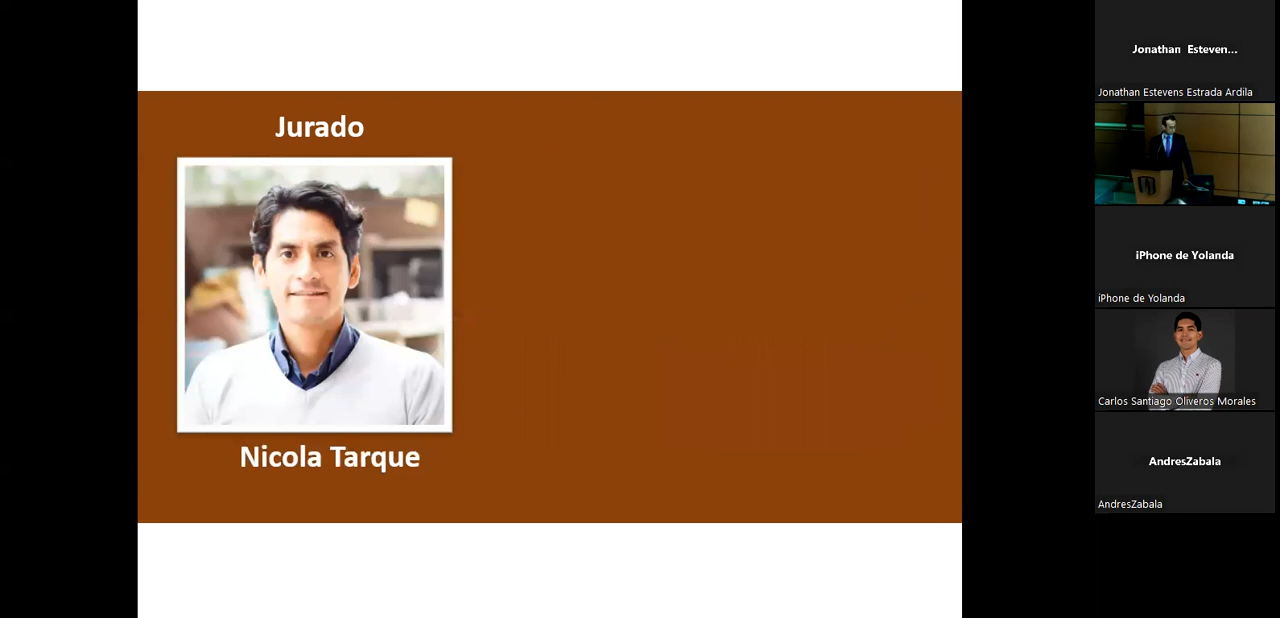 Jurado
Nicola Tarque
Jonathan Esteven...
Jonathan Estevens Estrada Ardila
iPhone de Yolanda
iPhone de Yolanda
Carlos Santiago Oliveros Morales
AndresZabala
AndresZabala